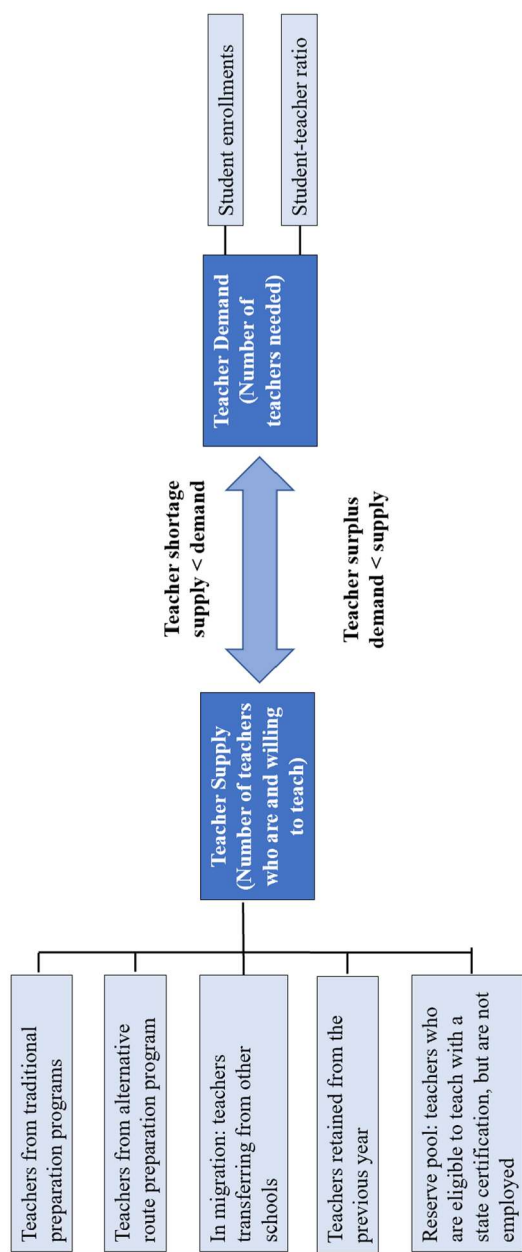 Teachers from traditional
preparation programs
Teachers from alternative
route preparation program
In migration: teachers
transferring from other
schools
Teachers retained from the
previous year
Reserve pool: teachers who
are eligible to teach with a
state certification, but are not
employed
Teacher Supply
(Number of teachers
who are and willing
to teach)
Teacher shortage
supply < demand
Teacher surplus
demand < supply
Teacher Demand
(Number of
teachers needed)
Student enrollments
Student-teacher ratio